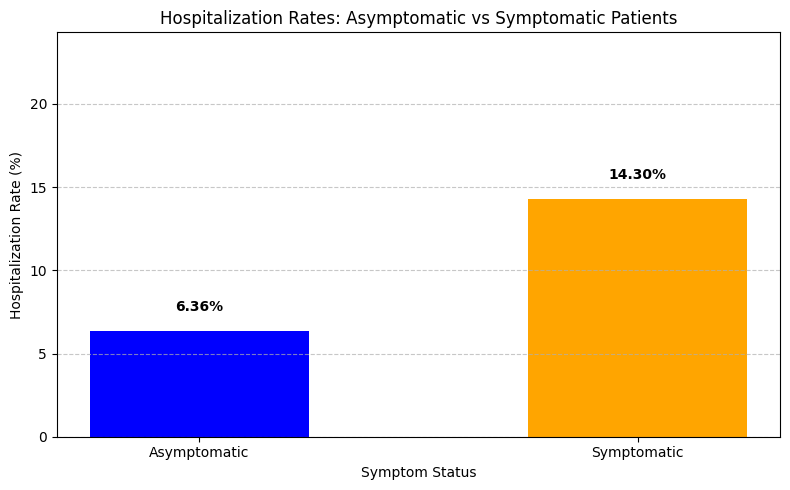 Hospitalization Rates: Asymptomatic vs Symptomatic Patients
Hospitalization Rate (%)
20
15
10
5
0
6.36%
14.30%
Asymptomatic
Symptomatic
Symptom Status